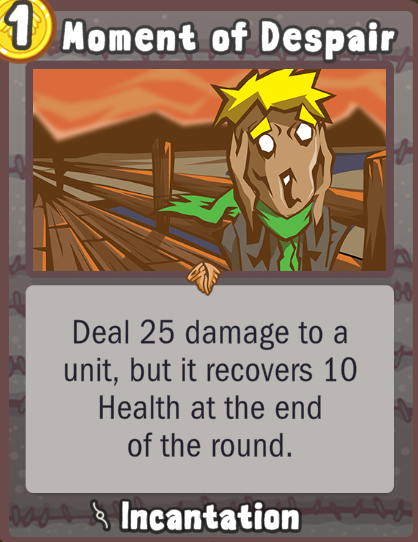 1 Moment of Despair
Deal 25 damage to a
unit, but it recovers 10
Health at the end
of the round.
Incantation